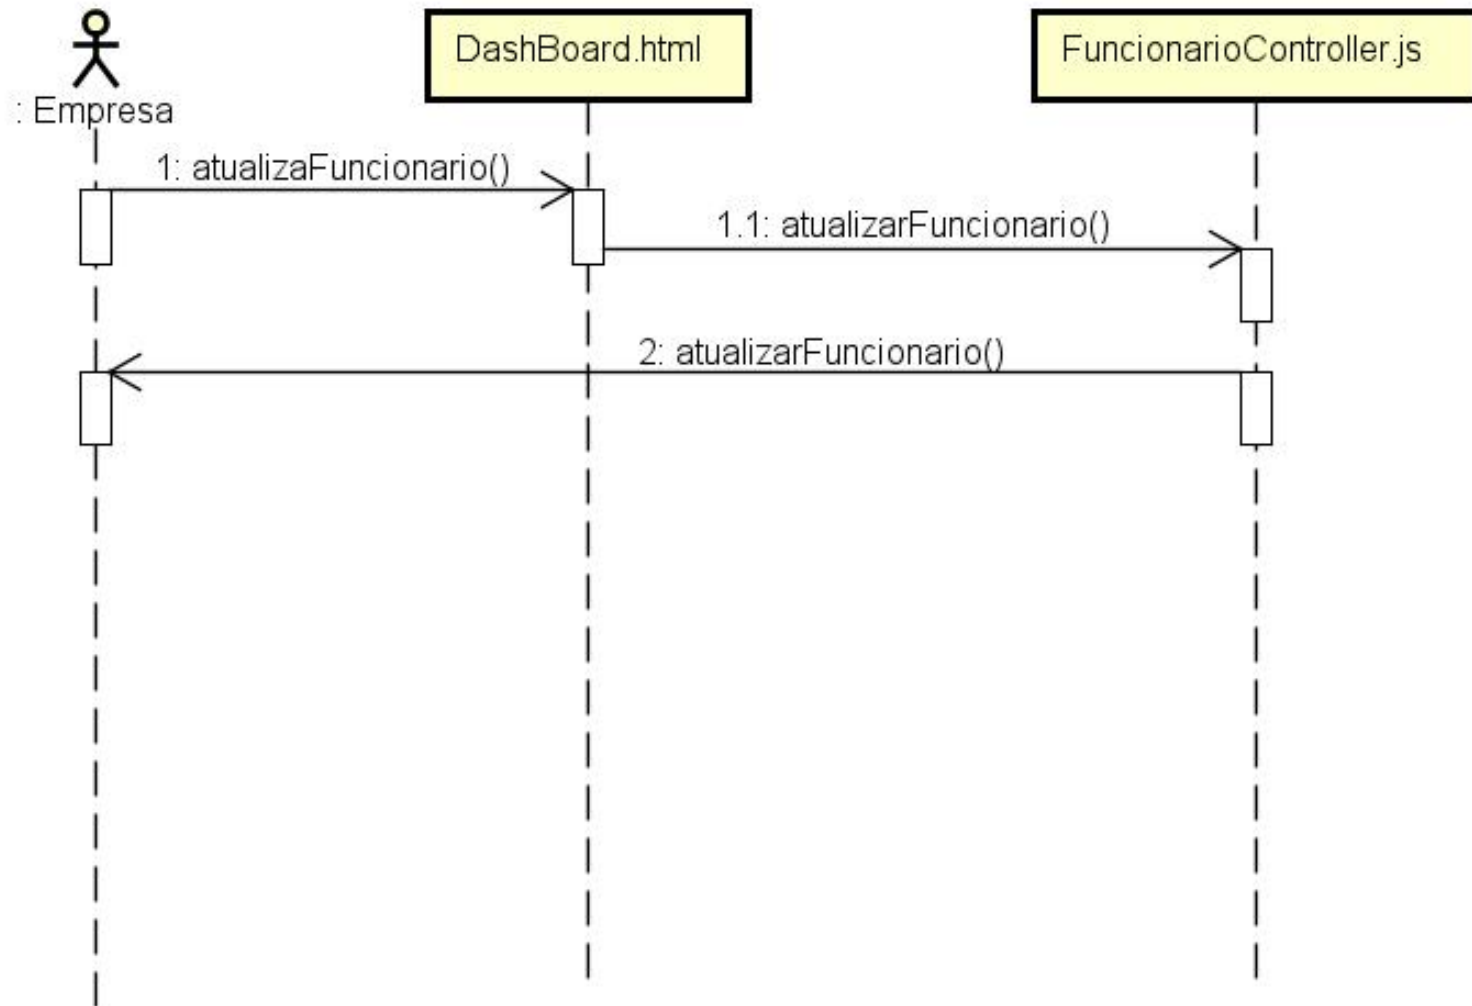 DashBoard.html
FuncionarioController.js
: Empresa
1: atualizaFuncionario()
1.1: atualizarFuncionario()
2: atualizarFuncionario()